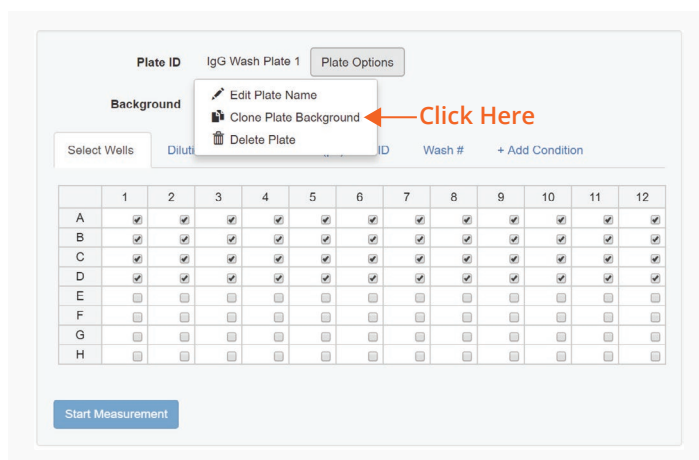 Plate ID IgG Wash Plate 1 Plate Options
Background
Edit Plate Name
Clone Plate Background Click Here
Delete Plate
Select Wells Diluti ID Wash # + Add Condition
1 2 3 4 5 6 7 8 9 10 11 12
A
B
C
D
E
F
G
H
Start Measurement